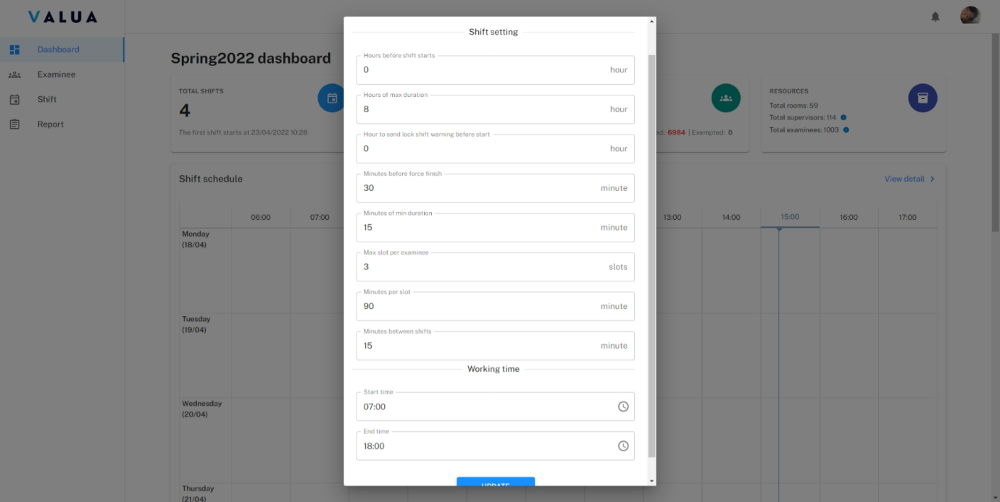 VALUA
Dashboard
Examinee
Shift
Report
Spring2022 dashboard
TOTAL SHIFTS
4
The first shift starts at 23/04/2022 10:28
6984 | Exempted: 0
RESOURCES
Total rooms: 59
Total supervisors: 114
Total examinees: 1003
Shift schedule
View detail
06:00 07:00 13:00 14:00 15:00 16:00 17:00
Monday
(18/04)
Tuesday
(19/04)
Wednesday
(20/04)
Thursday
(21/04)
Shift setting
Hours before shift starts
0 hour
Hours of max duration
8 hour
Hour to send lock shift warning before start
0 hour
Minutes before force finish
30 minute
Minutes of min duration
15 minute
Max slot per examinee
3 slots
Minutes per slot
90 minute
Minutes between shifts
15 minute
Working time
Start time
07:00
End time
18:00
UPDATE